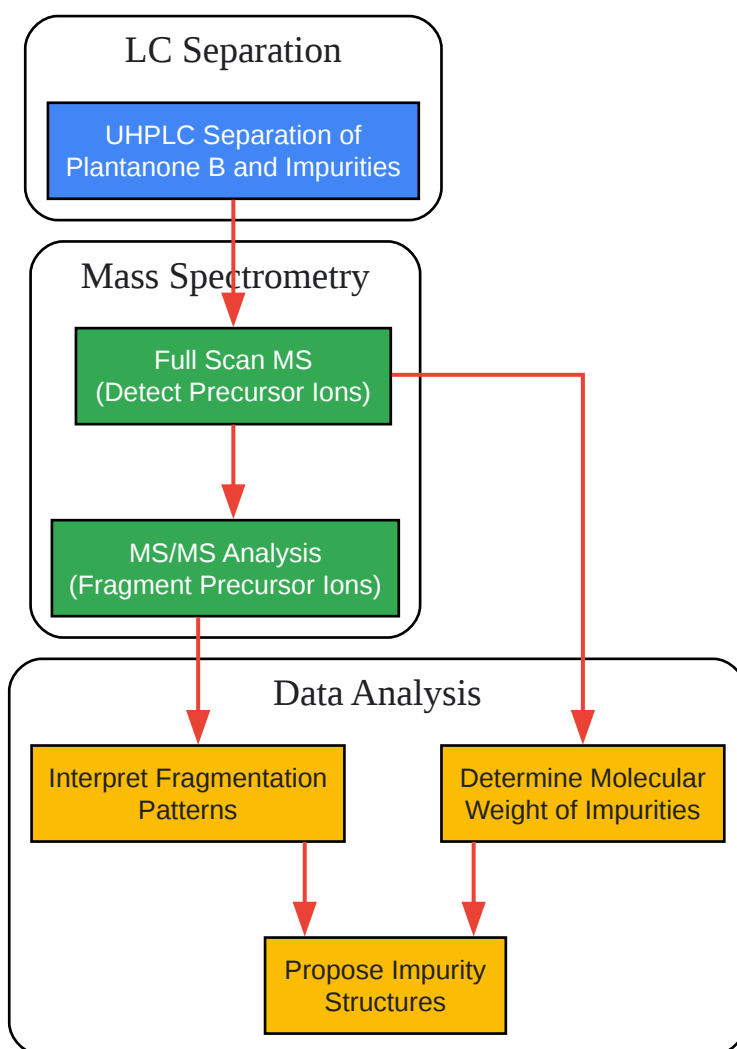 LC Separation
UHPLC Separation of
Plantanone B and Impurities
Mass Spectrometry
Full Scan MS
(Detect Precursor Ions)
MS/MS Analysis
(Fragment Precursor Ions)
Data Analysis
Interpret Fragmentation
Patterns
Determine Molecular
Weight of Impurities
Propose Impurity
Structures